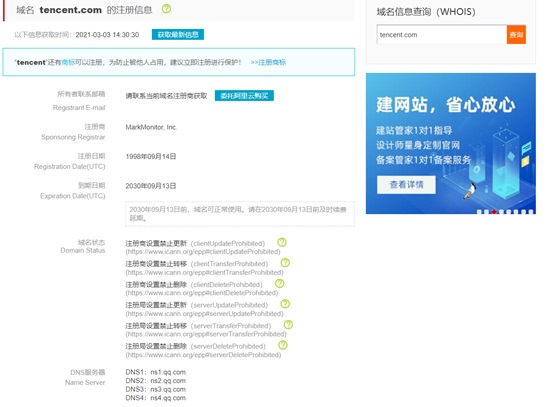 域名 tencent.com 的注册信息
以下信息获取时间：2021-03-03 14:30:30 获取最新信息
"tencent"还有商标可以注册，为防止被他人占用，建议立即注册进行保护！ >>注册商标
所有者联系邮箱 请联系当前域名注册商获取 委托阿里云购买
Registrant E-mail
注册商 MarkMonitor, Inc.
Sponsoring Registrar
注册日期 1998年09月14日
Registration Date(UTC)
到期日期 2030年09月13日
Expiration Date(UTC)
2030年09月13日前，域名可正常使用。请在2030年09月13日前及时续费
延期。
域名状态 注册商设置禁止更新 (clientUpdateProhibited)
Domain Status (https://www.icann.org/epp#clientUpdateProhibited)
注册商设置禁止转移 (clientTransferProhibited)
(https://www.icann.org/epp#clientTransferProhibited)
注册商设置禁止删除 (clientDeleteProhibited)
(https://www.icann.org/epp#clientDeleteProhibited)
注册局设置禁止更新 (serverUpdateProhibited)
(https://www.icann.org/epp#serverUpdateProhibited)
注册局设置禁止转移 (serverTransferProhibited)
(https://www.icann.org/epp#serverTransferProhibited)
注册局设置禁止删除 (serverDeleteProhibited)
(https://www.icann.org/epp#serverDeleteProhibited)
DNS服务器 DNS1：ns1.qq.com
Name Server DNS2：ns2.qq.com
DNS3：ns3.qq.com
DNS4：ns4.qq.com
域名信息查询（WHOIS）
tencent.com 查询
建网站，省心放心
建站管家1对1指导
设计师量身定制官网
备案管家1对1备案服务
查看详情